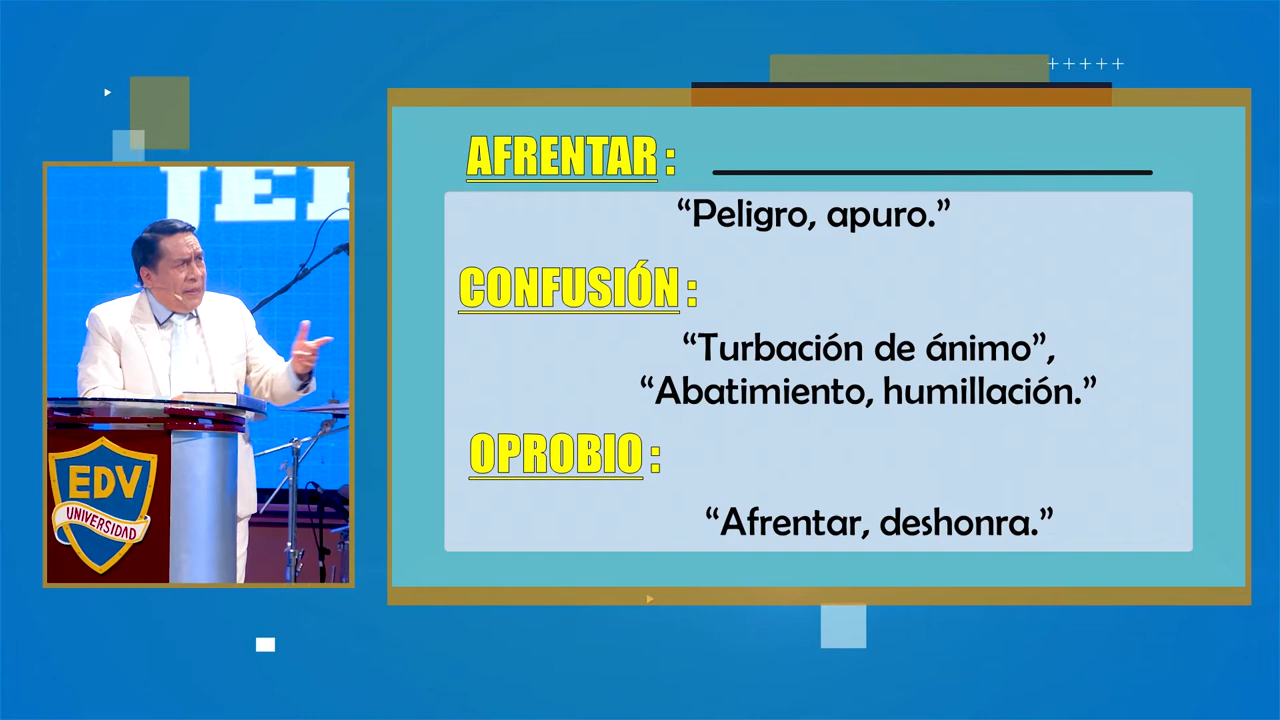 +++++
AFRENTAR:
“Peligro, apuro.”
CONFUSIÓN:
“Turbación de ánimo”,
“Abatimiento, humillación.”
OPROBIO:
“Afrentar, deshonra.”
EDV
UNIVERSIDAD